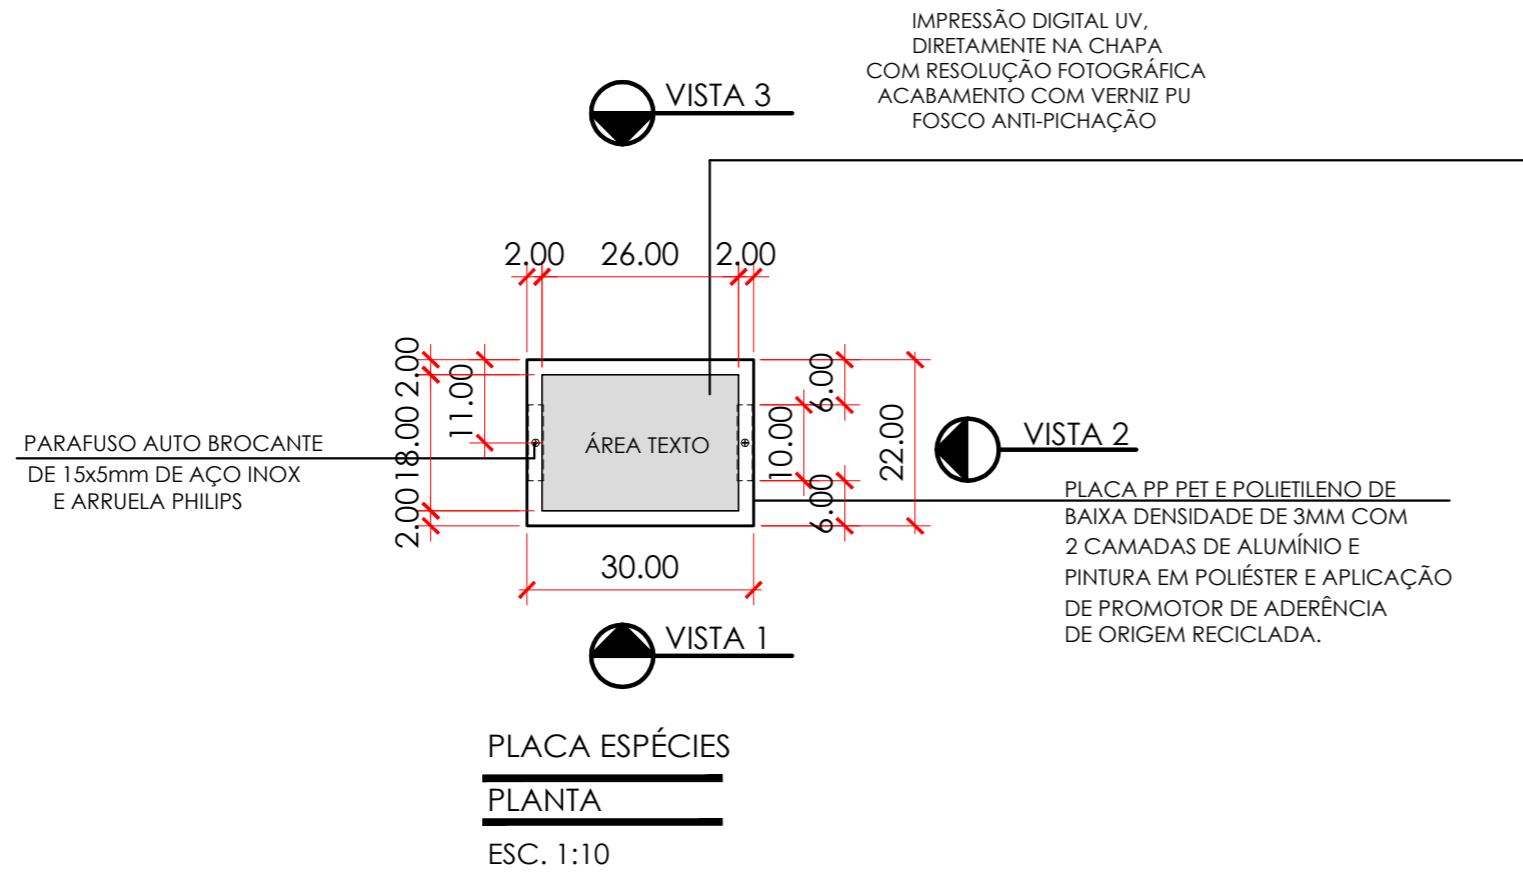 IMPRESSÃO DIGITAL UV,
DIRETAMENTE NA CHAPA
COM RESOLUÇÃO FOTOGRÁFICA
ACABAMENTO COM VERNIZ PU
FOSCO ANTI-PICHAÇÃO
VISTA 3
2.00 26.00 2.00
2.00
11.00
18.00
2.00
6.00
10.00
22.00
6.00
ÁREA TEXTO
PARAFUSO AUTO BROCANTE
DE 15x5mm DE AÇO INOX
E ARRUELA PHILIPS
VISTA 2
PLACA PP PET E POLIETILENO DE
BAIXA DENSIDADE DE 3MM COM
2 CAMADAS DE ALUMÍNIO E
PINTURA EM POLIÉSTER E APLICAÇÃO
DE PROMOTOR DE ADERÊNCIA
DE ORIGEM RECICLADA.
30.00
VISTA 1
PLACA ESPÉCIES
PLANTA
ESC. 1:10